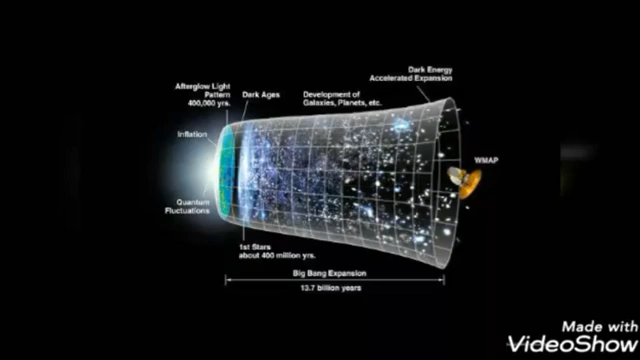 Dark Energy
Accelerated Expansion
Afterglow Light
Pattern
400,000 yrs.
Dark Ages
Development of
Galaxies, Planets, etc.
Inflation
WMAP
Quantum
Fluctuations
1st Stars
about 400 million yrs.
Big Bang Expansion
13.7 billion years
Made with
VideoShow